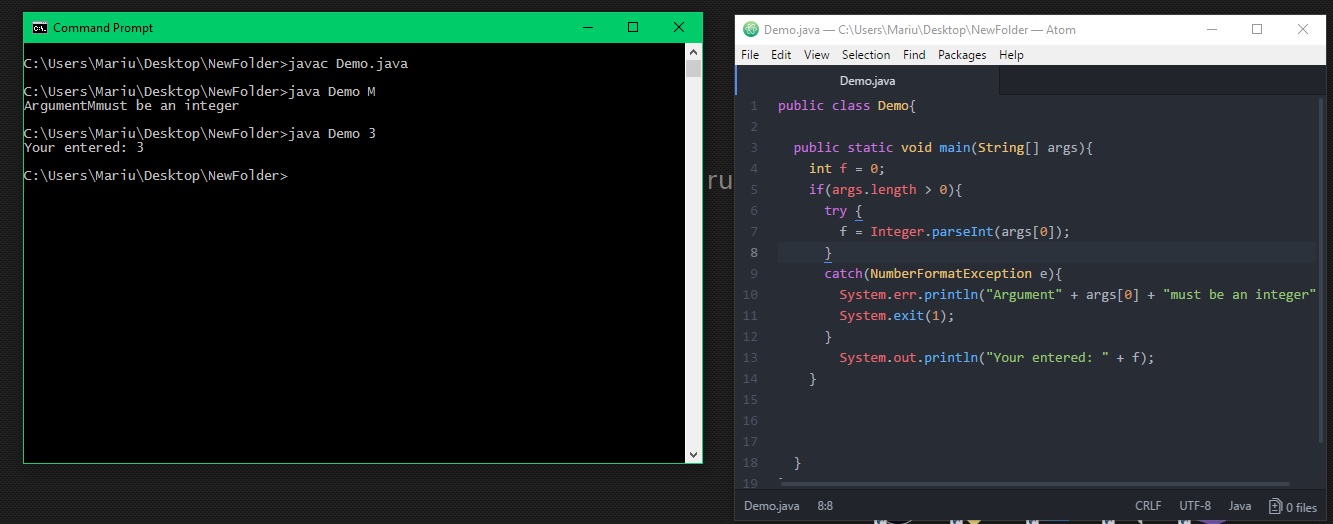 Command Prompt
C:\Users\Mariu\Desktop\NewFolder>javac Demo.java
C:\Users\Mariu\Desktop\NewFolder>java Demo M
ArgumentMmust be an integer
C:\Users\Mariu\Desktop\NewFolder>java Demo 3
Your entered: 3
C:\Users\Mariu\Desktop\NewFolder>
ru
Demo.java — C:\Users\Mariu\Desktop\NewFolder — Atom
File Edit View Selection Find Packages Help
Demo.java
1 public class Demo{
2
3 public static void main(String[] args){
4 int f = 0;
5 if(args.length > 0){
6 try {
7 f = Integer.parseInt(args[0]);
8 }
9 catch(NumberFormatException e){
10 System.err.println("Argument" + args[0] + "must be an integer"
11 System.exit(1);
12 }
13 System.out.println("Your entered: " + f);
14 }
15
16
17
18 }
19
Demo.java 8:8 CRLF UTF-8 Java 0 files